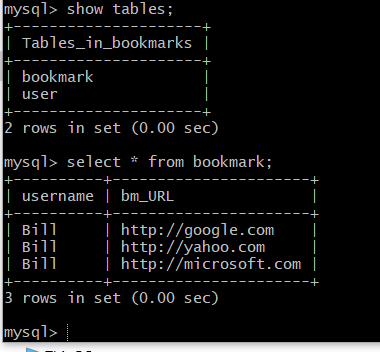 mysql> show tables;
+---------------------+
| Tables_in_bookmarks |
+---------------------+
| bookmark            |
| user                |
+---------------------+
2 rows in set (0.00 sec)
mysql> select * from bookmark;
+----------+----------------------+
| username | bm_URL               |
+----------+----------------------+
| Bill     | http://google.com    |
| Bill     | http://yahoo.com     |
| Bill     | http://microsoft.com |
+----------+----------------------+
3 rows in set (0.00 sec)
mysql>